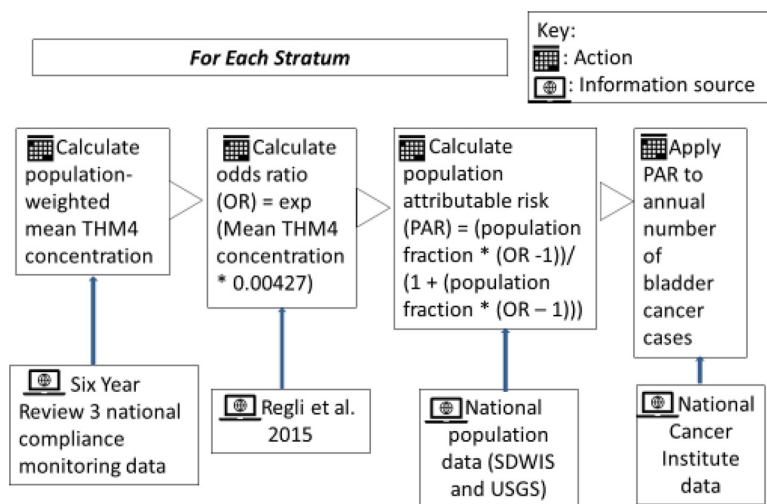 For Each Stratum
Key:
: Action
: Information source
Calculate
population-
weighted
mean THM4
concentration
Calculate
odds ratio
(OR) = exp
(Mean THM4
concentration
* 0.00427)
Calculate
population
attributable risk
(PAR) = (population
fraction * (OR -1))/
(1 + (population
fraction * (OR – 1)))
Apply
PAR to
annual
number
of
bladder
cancer
cases
Six Year
Review 3 national
compliance
monitoring data
Regli et al.
2015
National
population
data (SDWIS
and USGS)
National
Cancer
Institute
data